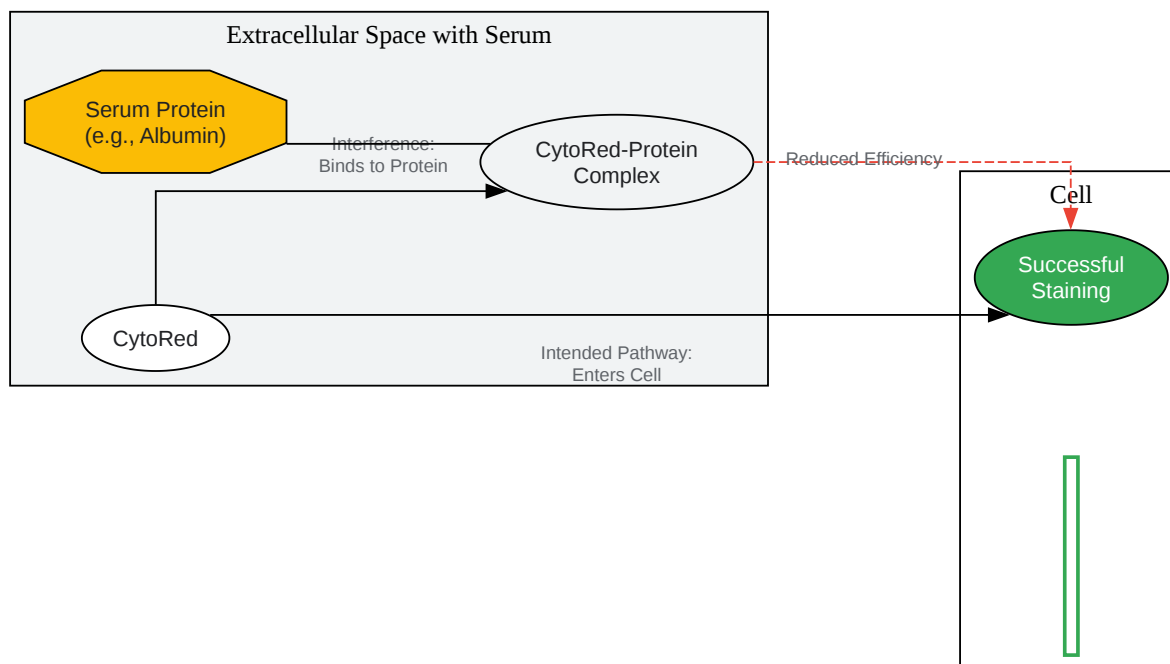 Extracellular Space with Serum
Serum Protein
(e.g., Albumin)
Interference:
Binds to Protein
CytoRed-Protein
Complex
Reduced Efficiency
Cell
Successful
Staining
CytoRed
Intended Pathway:
Enters Cell